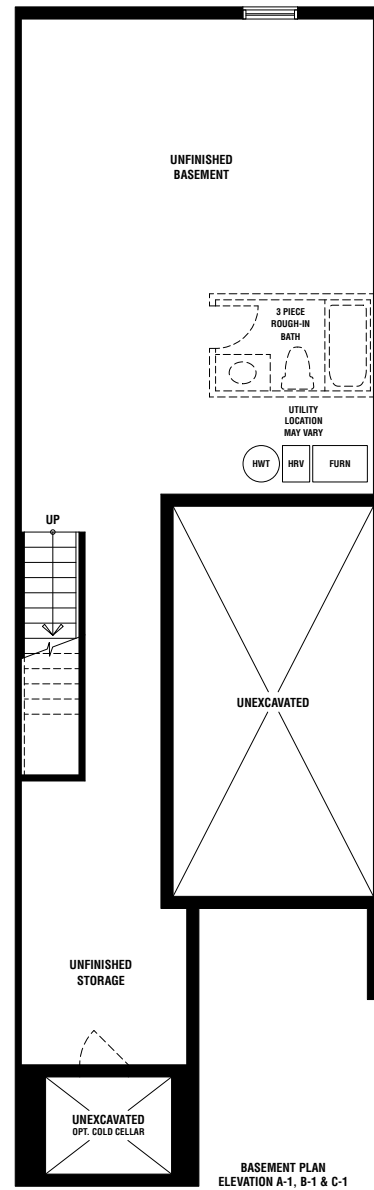 UNFINISHED
BASEMENT
3 PIECE
ROUGH-IN
BATH
UTILITY
LOCATION
MAY VARY
HWT HRV FURN
UP
UNEXCAVATED
UNFINISHED
STORAGE
UNEXCAVATED
OPT. COLD CELLAR
BASEMENT PLAN
ELEVATION A-1, B-1 & C-1